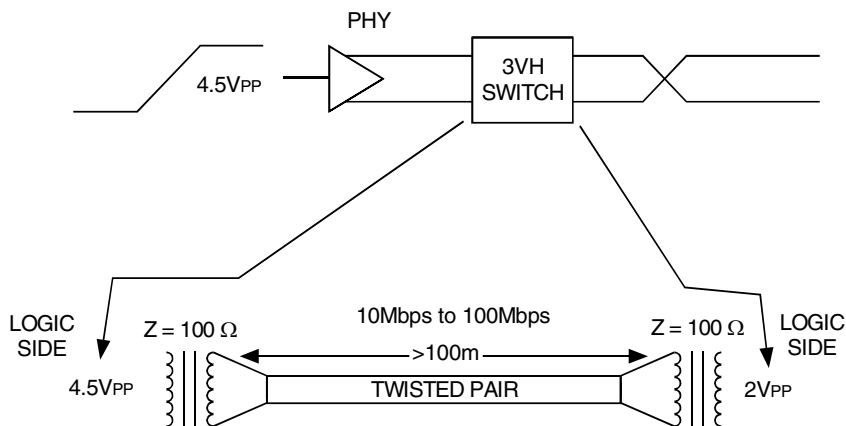 PHY
4.5VPP
3VH
SWITCH
LOGIC
SIDE
Z = 100 Ω
10Mbps to 100Mbps
Z = 100 Ω
LOGIC
SIDE
>100m
4.5VPP
TWISTED PAIR
2VPP